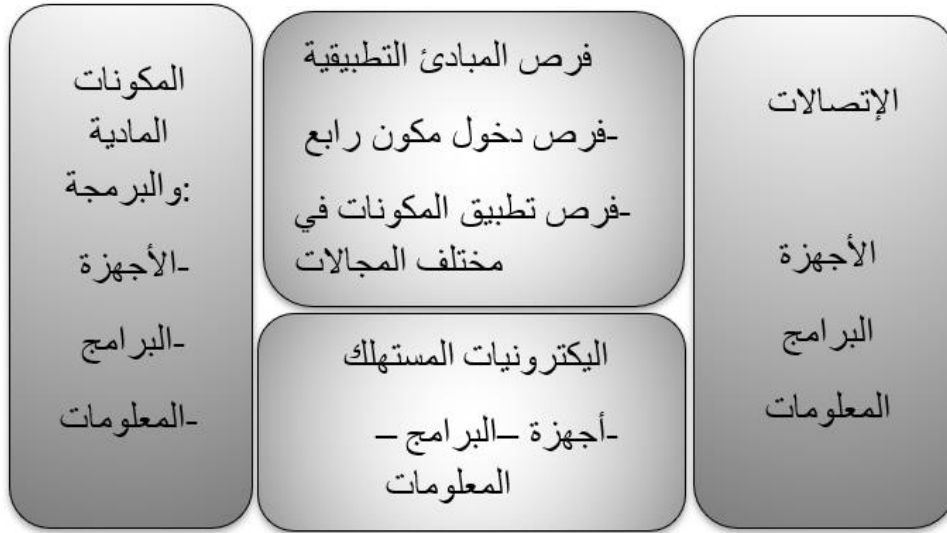 الإتصالات
الأجهزة
البرامج
المعلومات
فرص المبادئ التطبيقية
-فرص دخول مكون رابع
-فرص تطبيق المكونات في
مختلف المجالات
اليكترونيات المستهلك
-أجهزة –البرامج –
المعلومات
المكونات
المادية
والبرمجة:
-الأجهزة
-البرامج
-المعلومات